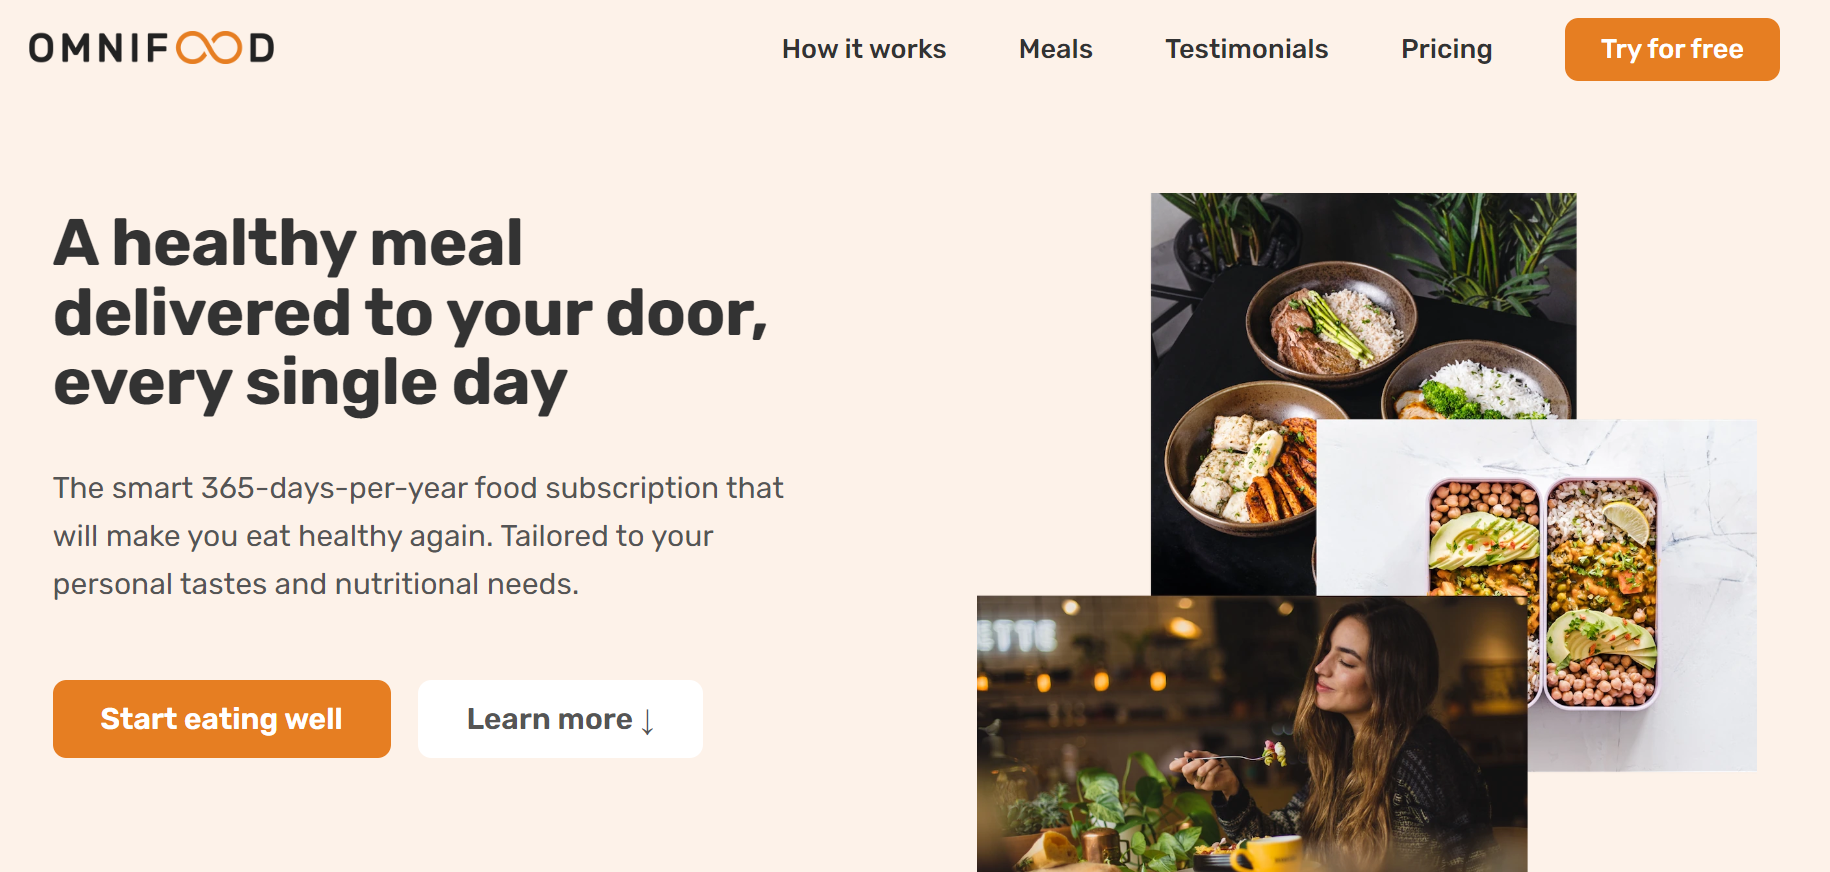 OMNIFOOD
How it works Meals Testimonials Pricing Try for free
A healthy meal
delivered to your door,
every single day
The smart 365-days-per-year food subscription that
will make you eat healthy again. Tailored to your
personal tastes and nutritional needs.
Start eating well Learn more ↓
ETTE